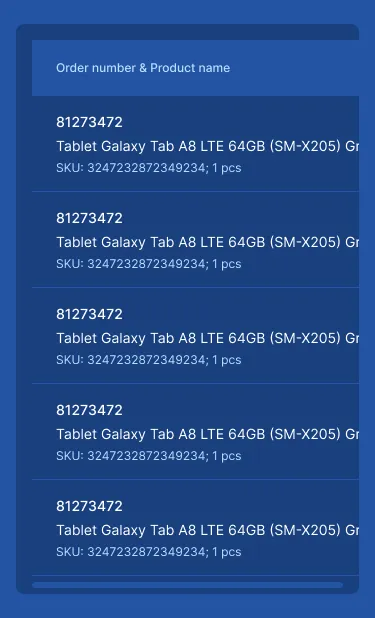 Order number & Product name
81273472
Tablet Galaxy Tab A8 LTE 64GB (SM-X205) Gr
SKU: 3247232872349234; 1 pcs
81273472
Tablet Galaxy Tab A8 LTE 64GB (SM-X205) Gr
SKU: 3247232872349234; 1 pcs
81273472
Tablet Galaxy Tab A8 LTE 64GB (SM-X205) Gr
SKU: 3247232872349234; 1 pcs
81273472
Tablet Galaxy Tab A8 LTE 64GB (SM-X205) Gr
SKU: 3247232872349234; 1 pcs
81273472
Tablet Galaxy Tab A8 LTE 64GB (SM-X205) Gr
SKU: 3247232872349234; 1 pcs